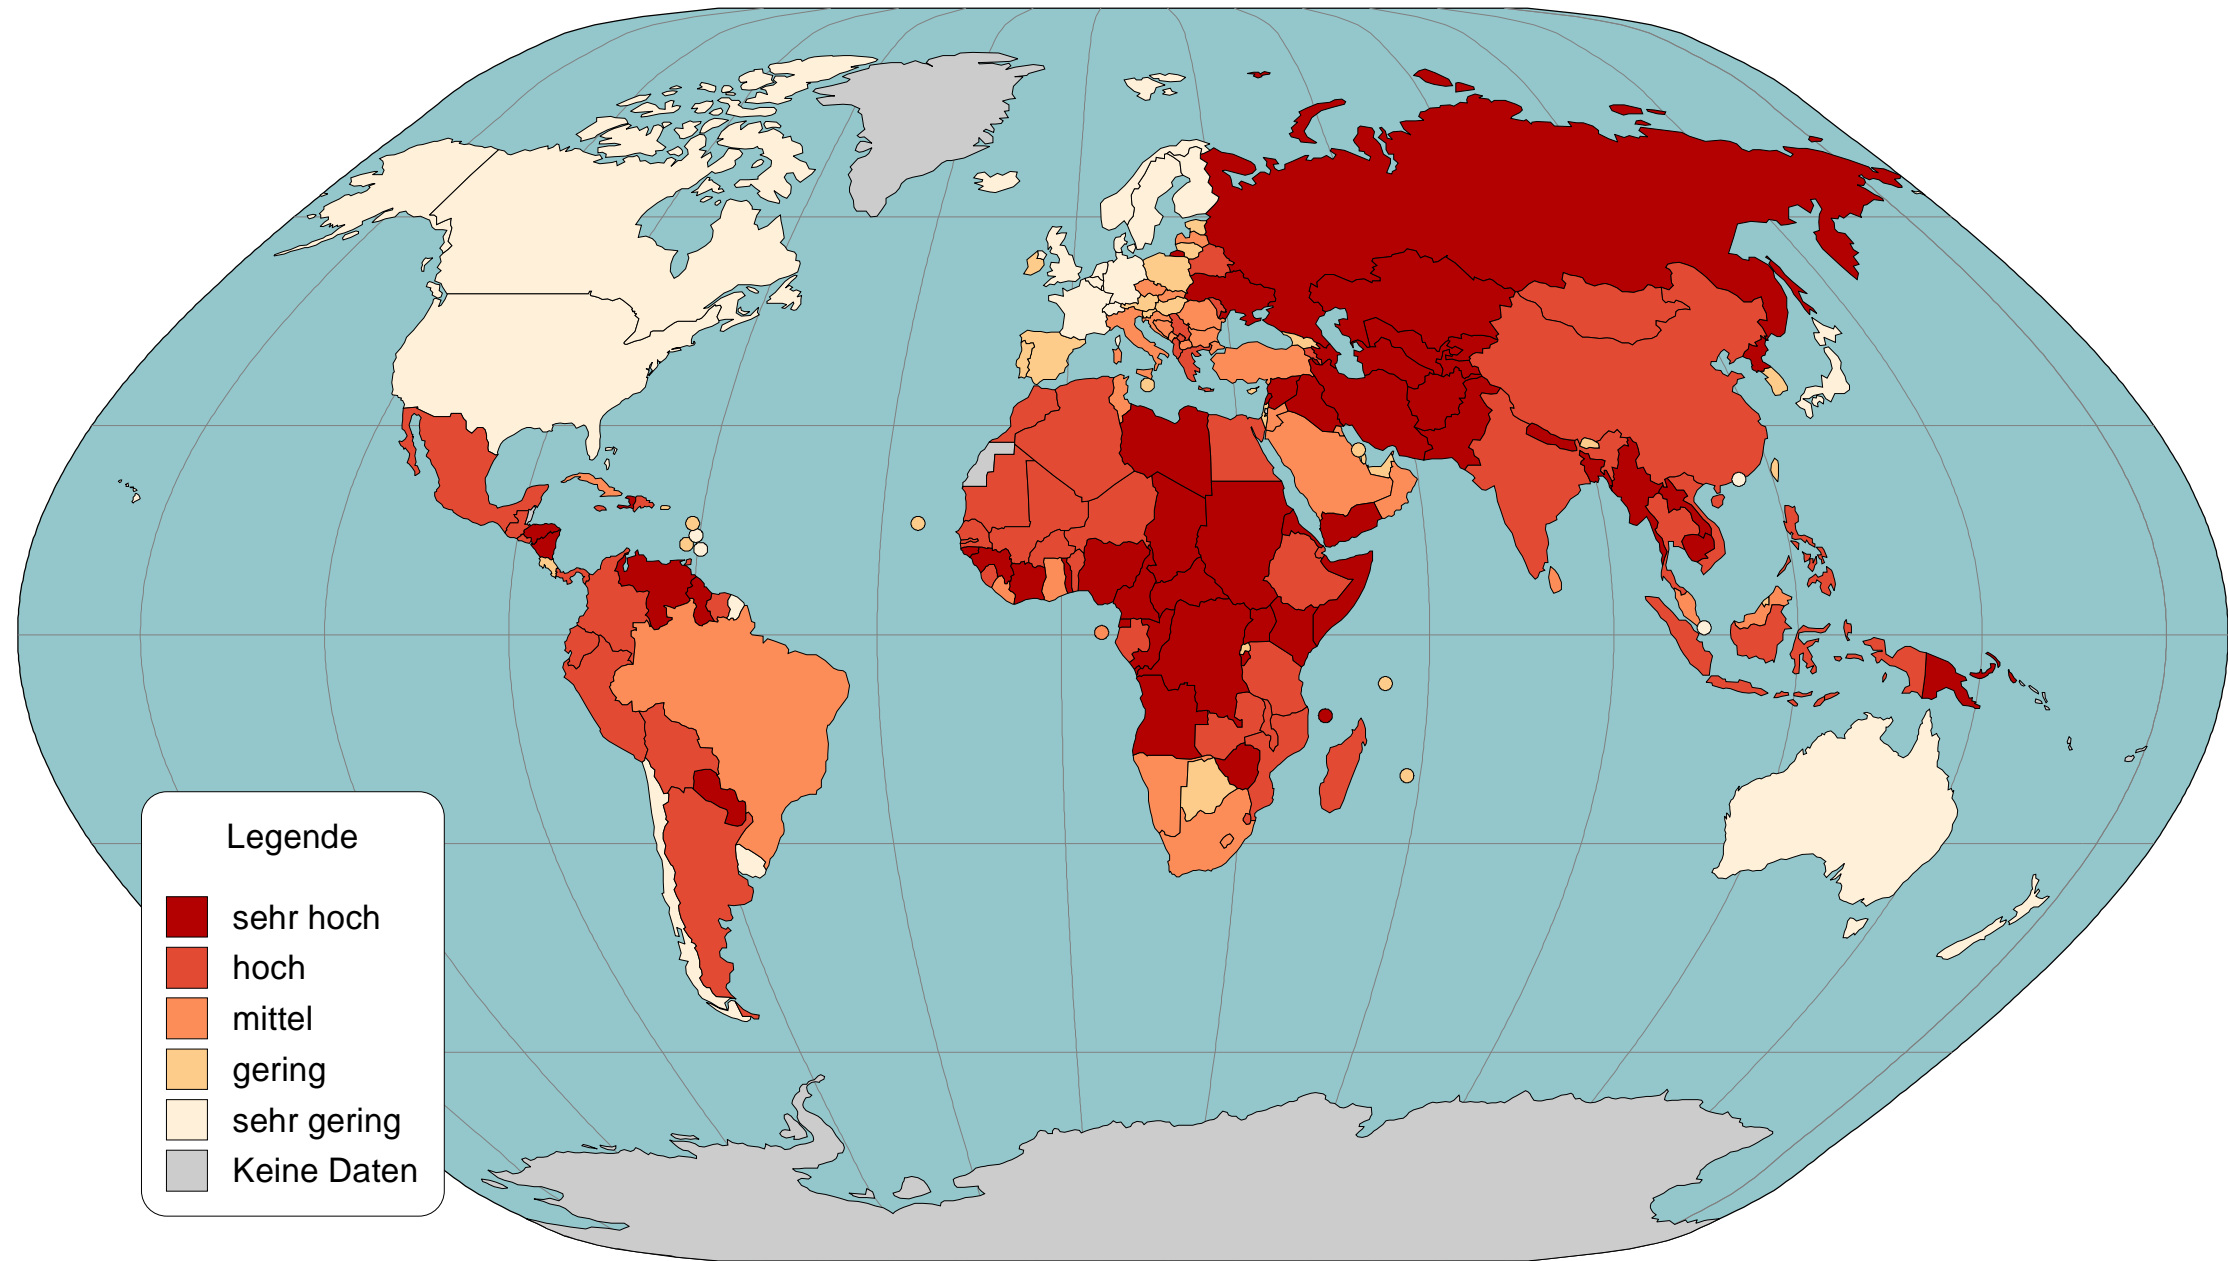 Legende
sehr hoch
hoch
mittel
gering
sehr gering
Keine Daten